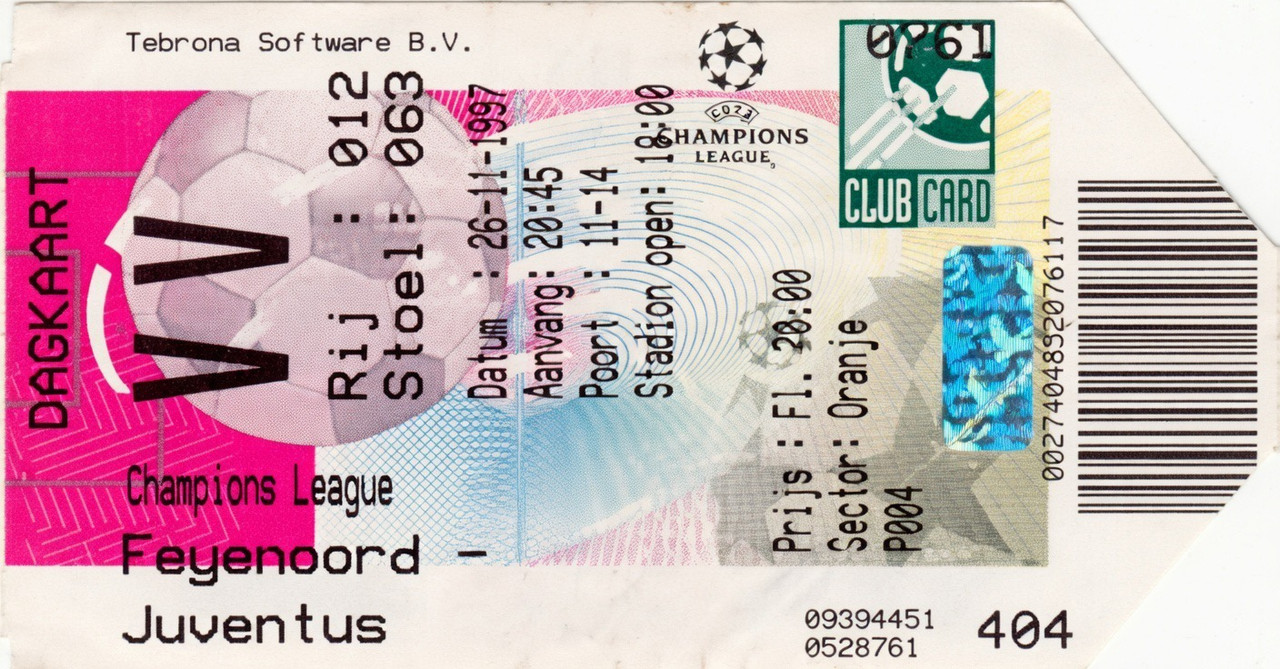 Tebrona Software B.V.
0761
CHAMPIONS
LEAGUE
CLUB CARD
DAGKAART
VV
Rij : 012
Stoel : 063
Datum : 26-11-1997
Aanvang : 20:45
Poort : 11-14
Stadion open : 18:00
Prijs : Fl. 20:00
Sector : Oranje
P004
0027404832076117
Champions League
Feyenoord -
Juventus
09394451
0528761
404